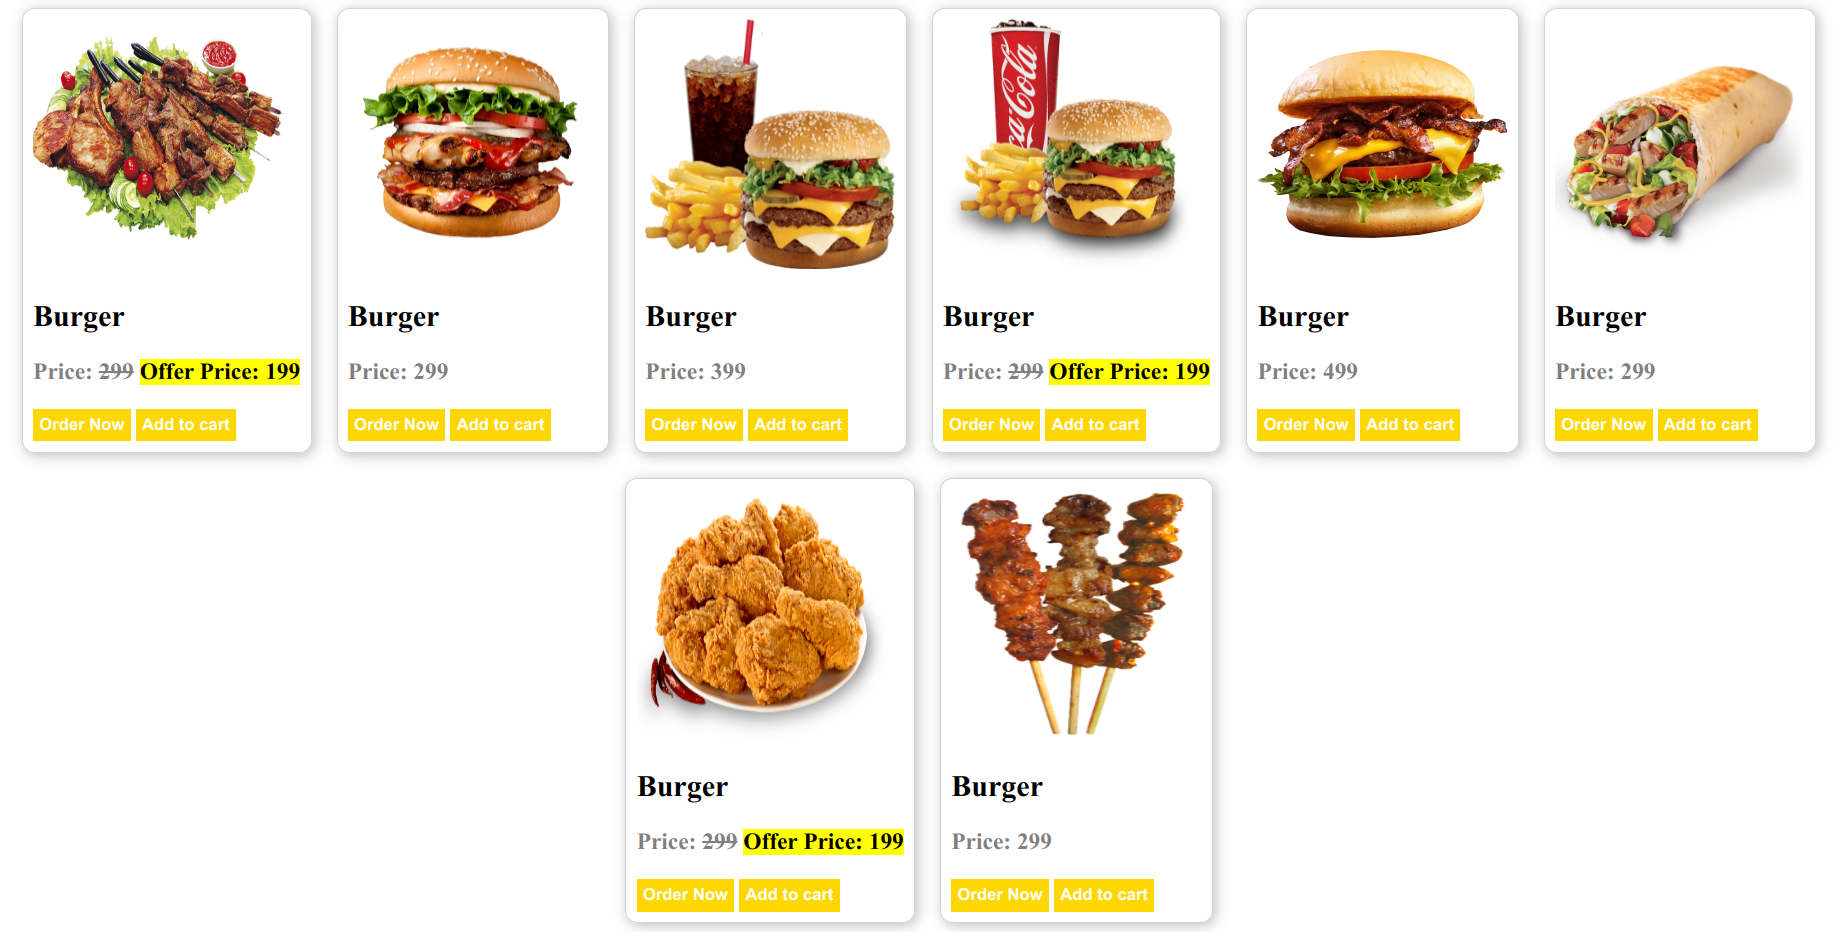 Coca-Cola
Burger
Price: 299 Offer Price: 199
Order Now Add to cart
Burger
Price: 299
Order Now Add to cart
Burger
Price: 399
Order Now Add to cart
Burger
Price: 299 Offer Price: 199
Order Now Add to cart
Burger
Price: 499
Order Now Add to cart
Burger
Price: 299
Order Now Add to cart
Burger
Price: 299 Offer Price: 199
Order Now Add to cart
Burger
Price: 299
Order Now Add to cart